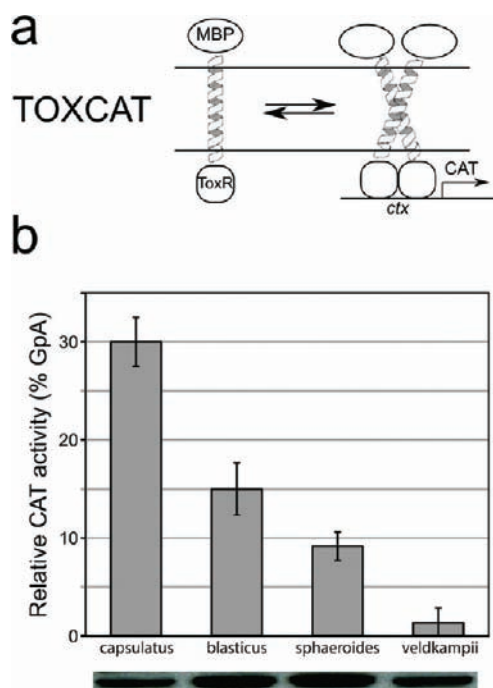 a
MBP
TOXCAT
ToxR
CAT
ctx
b
Relative CAT activity (% GpA)
30
20
10
0
capsulatus
blasticus
sphaeroides
veldkampii